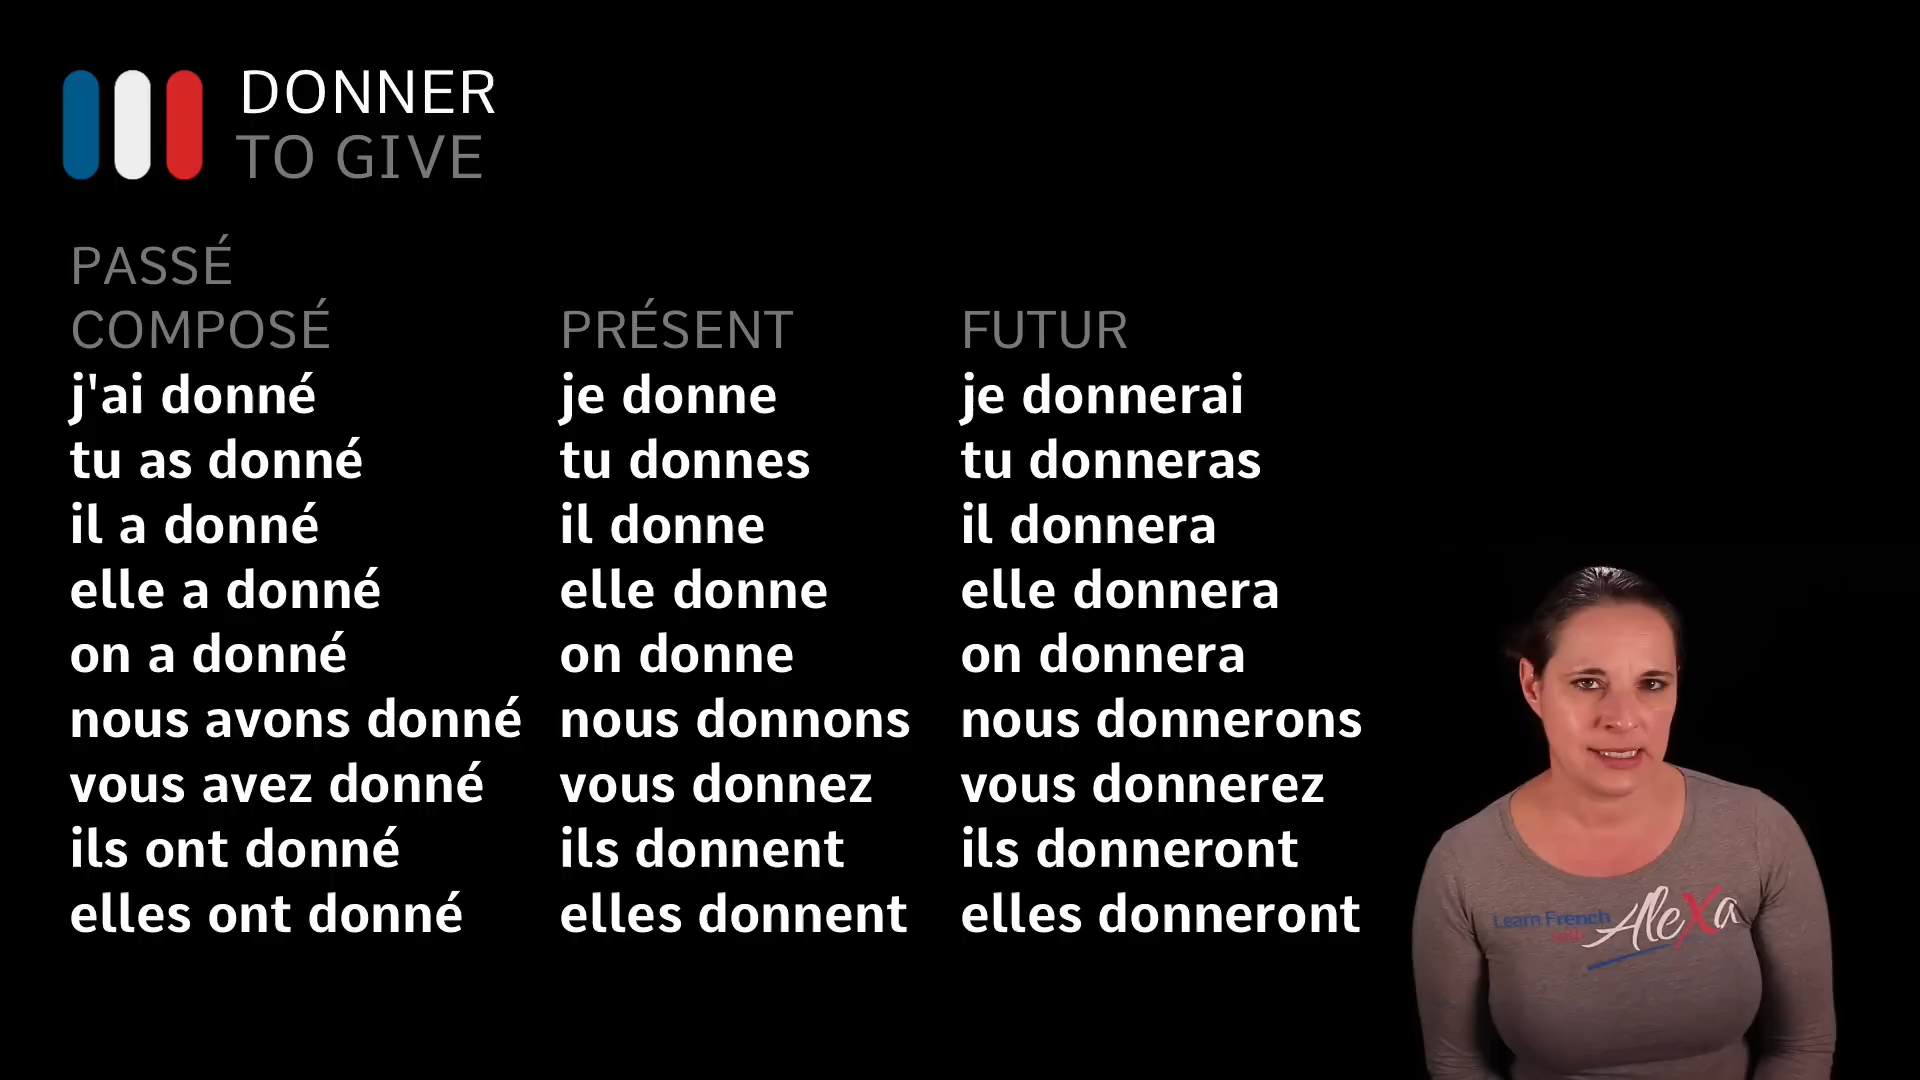 DONNER
TO GIVE
PASSÉ
COMPOSÉ
j'ai donné
tu as donné
il a donné
elle a donné
on a donné
nous avons donné
vous avez donné
ils ont donné
elles ont donné
PRÉSENT
je donne
tu donnes
il donne
elle donne
on donne
nous donnons
vous donnez
ils donnent
elles donnent
FUTUR
je donnerai
tu donneras
il donnera
elle donnera
on donnera
nous donnerons
vous donnerez
ils donneront
elles donneront
Learn French
with
Alexa